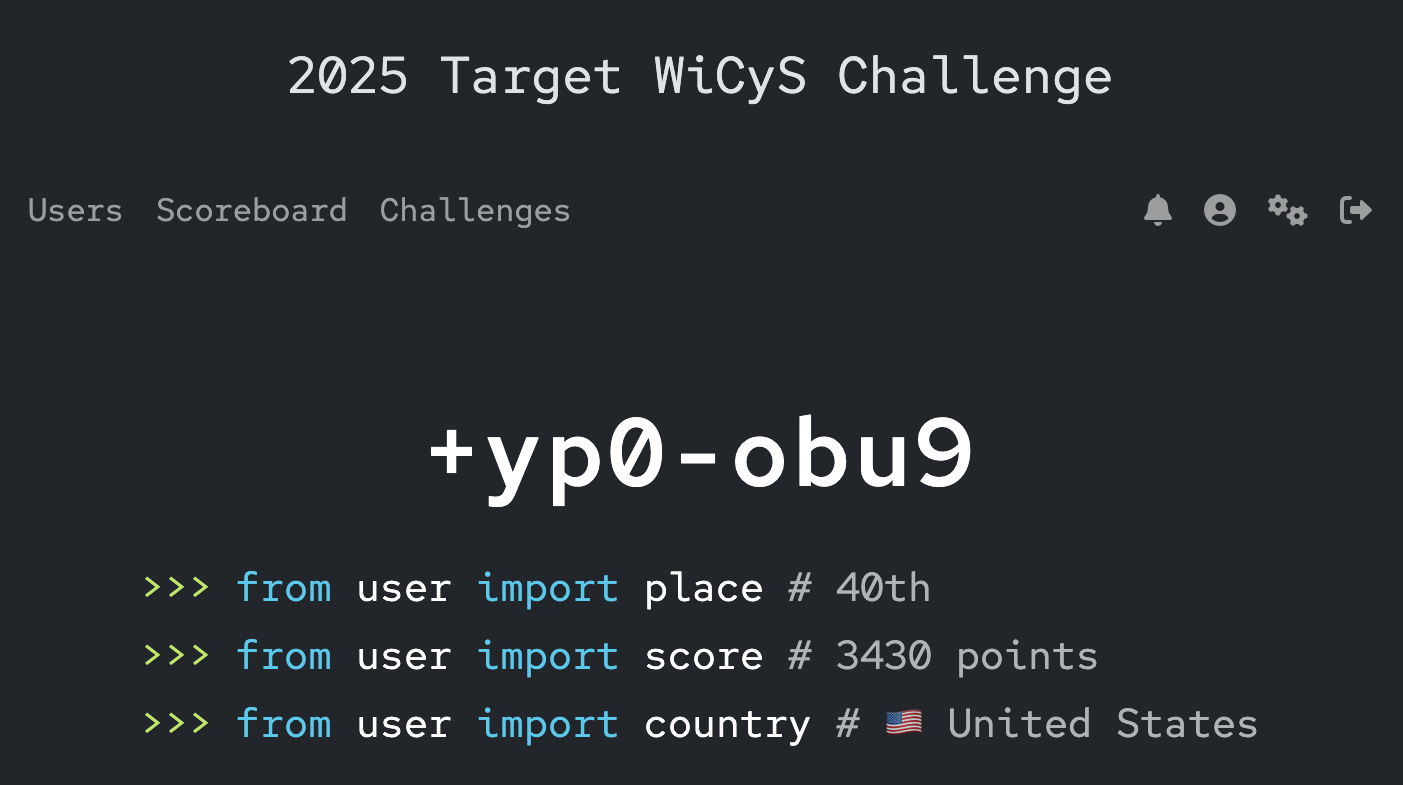 2025 Target WiCyS Challenge
Users Scoreboard Challenges
+yp0-obu9
>>> from user import place # 40th
>>> from user import score # 3430 points
>>> from user import country # 🇺🇸 United States